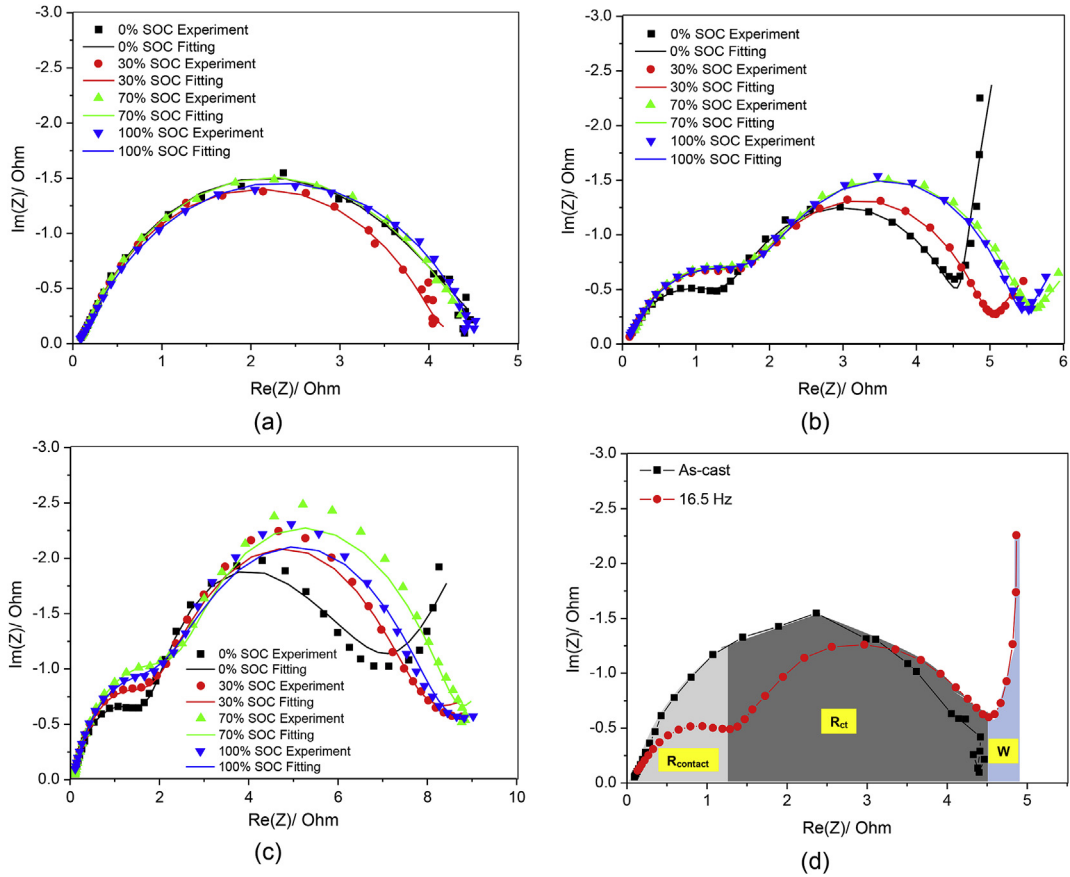 -3.0
-2.5
-2.0
-1.5
-1.0
-0.5
0.0
Im(Z)/ Ohm
0% SOC Experiment
0% SOC Fitting
30% SOC Experiment
30% SOC Fitting
70% SOC Experiment
70% SOC Fitting
100% SOC Experiment
100% SOC Fitting
0 1 2 3 4 5
Re(Z)/ Ohm
(a)
-3.0
-2.5
-2.0
-1.5
-1.0
-0.5
0.0
Im(Z)/ Ohm
0% SOC Experiment
0% SOC Fitting
30% SOC Experiment
30% SOC Fitting
70% SOC Experiment
70% SOC Fitting
100% SOC Experiment
100% SOC Fitting
0 1 2 3 4 5 6
Re(Z)/ Ohm
(b)
-3.0
-2.5
-2.0
-1.5
-1.0
-0.5
0.0
Im(Z)/ Ohm
0% SOC Experiment
0% SOC Fitting
30% SOC Experiment
30% SOC Fitting
70% SOC Experiment
70% SOC Fitting
100% SOC Experiment
100% SOC Fitting
0 2 4 6 8 10
Re(Z)/ Ohm
(c)
-3.0
-2.5
-2.0
-1.5
-1.0
-0.5
0.0
Im(Z)/ Ohm
As-cast
16.5 Hz
Rcontact
Rct
W
0 1 2 3 4 5
Re(Z)/ Ohm
(d)